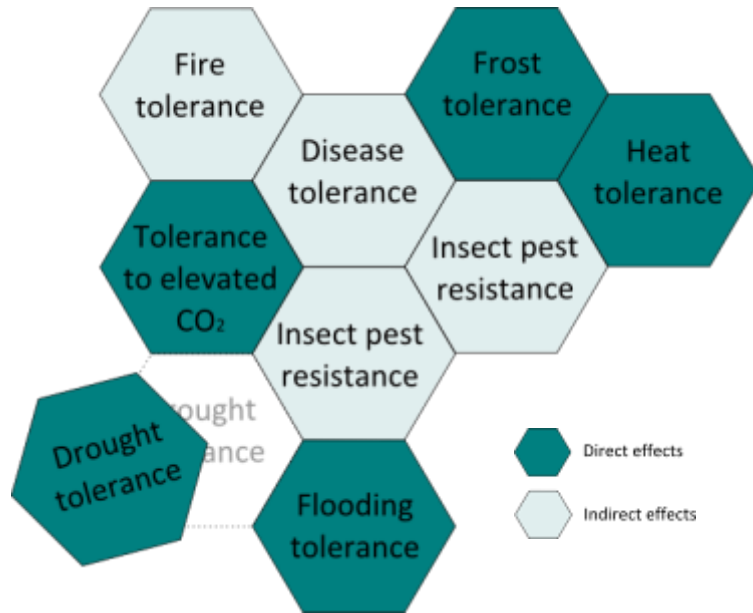 Fire
tolerance
Frost
tolerance
Disease
tolerance
Heat
tolerance
Tolerance
to elevated
CO₂
Insect pest
resistance
Insect pest
resistance
Drought
tolerance
Flooding
tolerance
Direct effects
Indirect effects